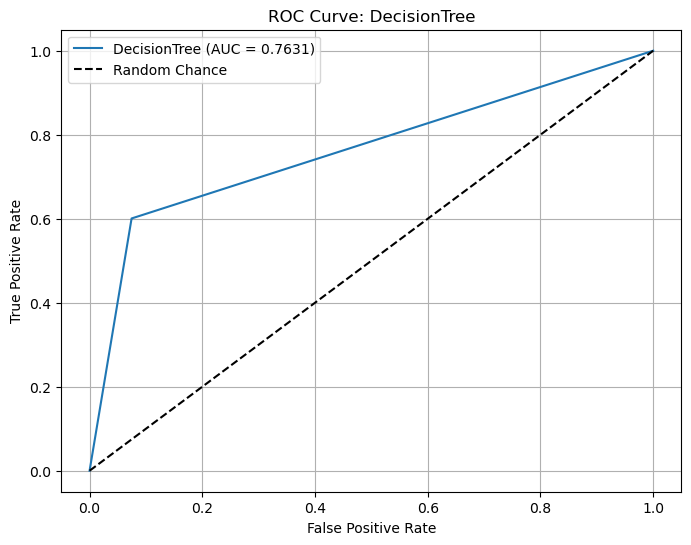 ROC Curve: DecisionTree
DecisionTree (AUC = 0.7631)
Random Chance
True Positive Rate
1.0
0.8
0.6
0.4
0.2
0.0
0.0 0.2 0.4 0.6 0.8 1.0
False Positive Rate